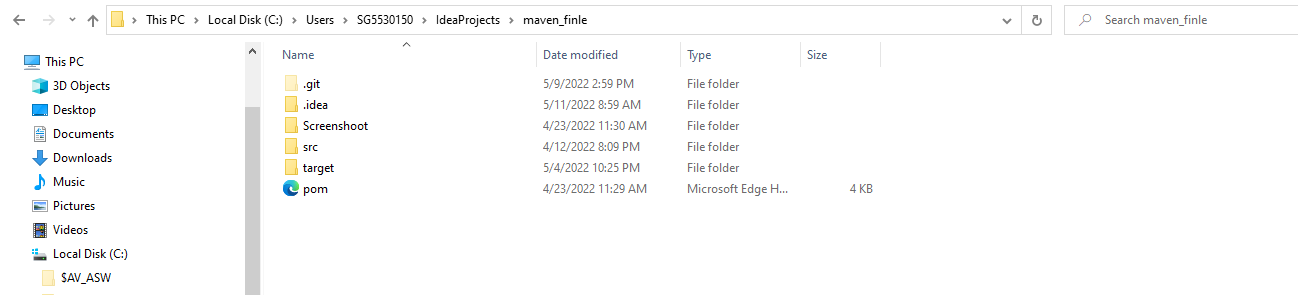 This PC > Local Disk (C:) > Users > SG5530150 > IdeaProjects > maven_finle
Search maven_finle
This PC
3D Objects
Desktop
Documents
Downloads
Music
Pictures
Videos
Local Disk (C:)
$AV_ASW
Name Date modified Type Size
.git 5/9/2022 2:59 PM File folder
.idea 5/11/2022 8:59 AM File folder
Screenshoot 4/23/2022 11:30 AM File folder
src 4/12/2022 8:09 PM File folder
target 5/4/2022 10:25 PM File folder
pom 4/23/2022 11:29 AM Microsoft Edge H... 4 KB